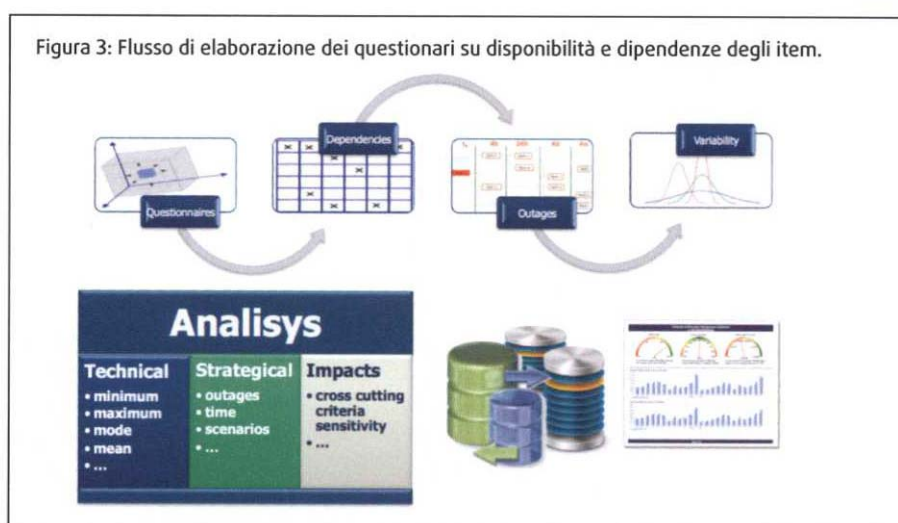 Figura 3: Flusso di elaborazione dei questionari su disponibilità e dipendenze degli item.
Questionnaires
Dependencies
Outages
Variability
Analisys
Technical
• minimum
• maximum
• mode
• mean
• ...
Strategical
• outages
• time
• scenarios
• ...
Impacts
• cross cutting
criteria
sensitivity
• ...